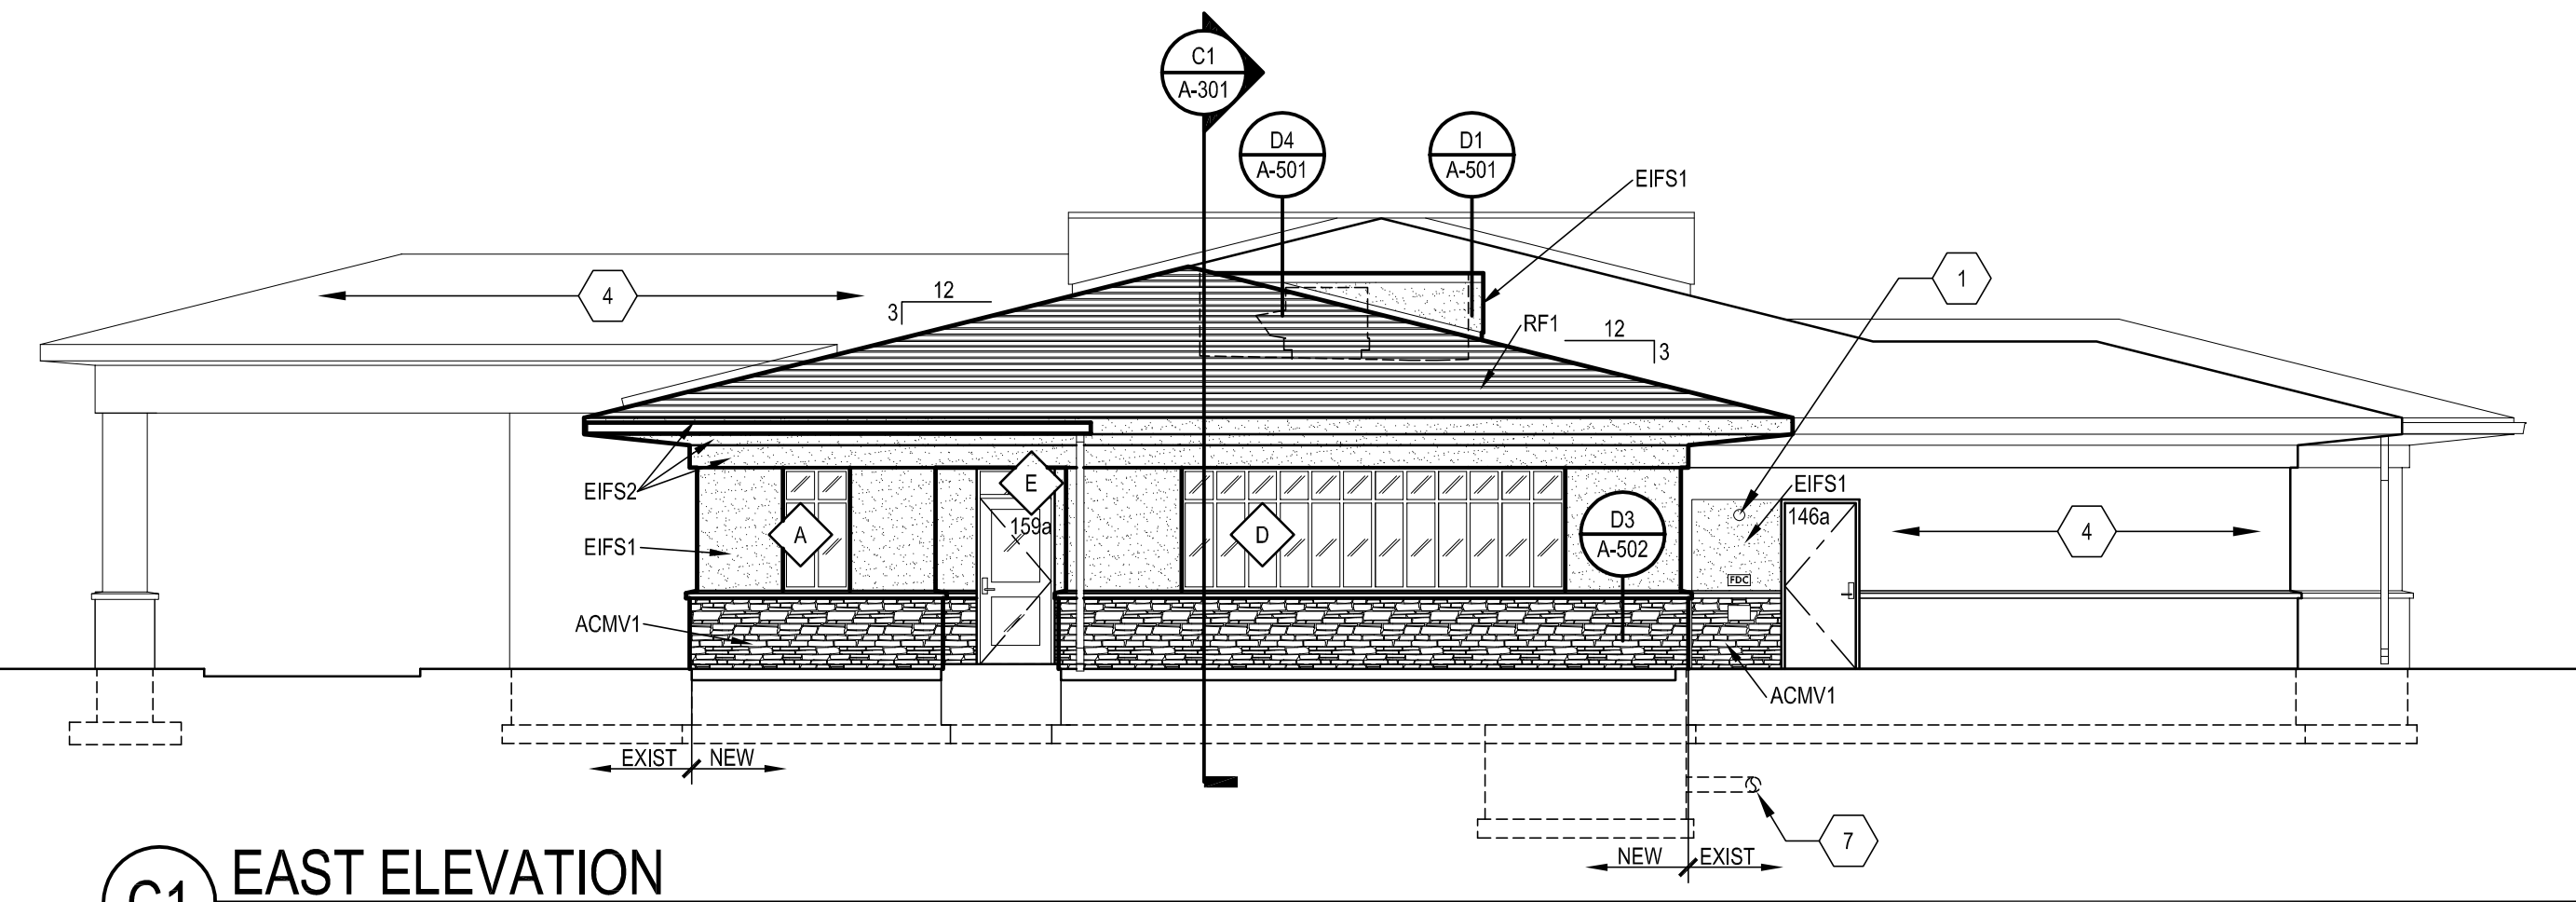 C1
A-301
D4
A-501
D1
A-501
EIFS1
1
4
12
3
RF1
12
3
EIFS2
E
EIFS1
159a
146a
D3
A-502
A
D
4
EIFS1
FDC
ACMV1
ACMV1
EXIST
NEW
7
NEW
EXIST
EAST ELEVATION
C1